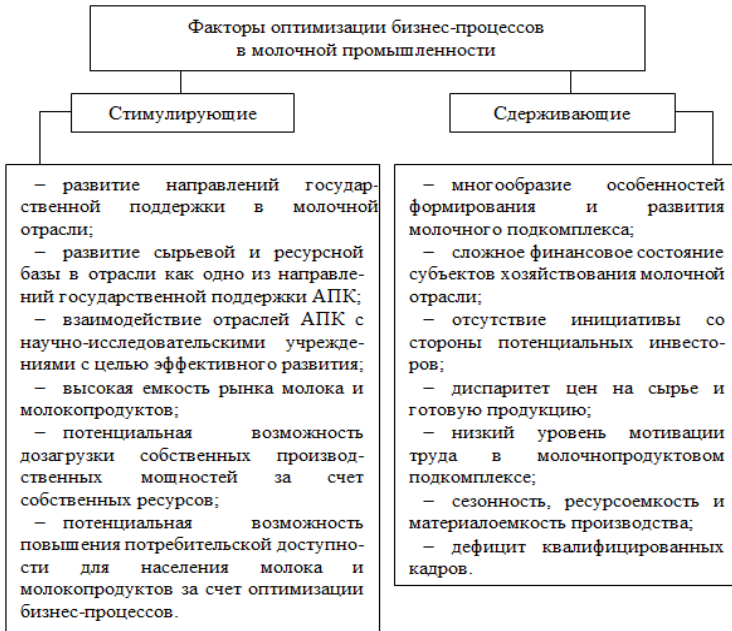 Факторы оптимизации бизнес-процессов
в молочной промышленности
Стимулирующие
Сдерживающие
– развитие направлений государ-
ственной поддержки в молочной
отрасли;
– развитие сырьевой и ресурсной
базы в отрасли как одно из направле-
ний государственной поддержки АПК;
– взаимодействие отраслей АПК с
научно-исследовательскими учрежде-
ниями с целью эффективного развития;
– высокая емкость рынка молока и
молокопродуктов;
– потенциальная возможность
дозагрузки собственных производ-
ственных мощностей за счет
собственных ресурсов;
– потенциальная возможность
повышения потребительской доступно-
сти для населения молока и
молокопродуктов за счет оптимизации
бизнес-процессов.
– многообразие особенностей
формирования и развития
молочного подкомплекса;
– сложное финансовое состояние
субъектов хозяйствования молочной
отрасли;
– отсутствие инициативы со
стороны потенциальных инвесто-
ров;
– диспаритет цен на сырье и
готовую продукцию;
– низкий уровень мотивации
труда в молочнопродуктовом
подкомплексе;
– сезонность, ресурсоемкость и
материалоемкость производства;
– дефицит квалифицированных
кадров.